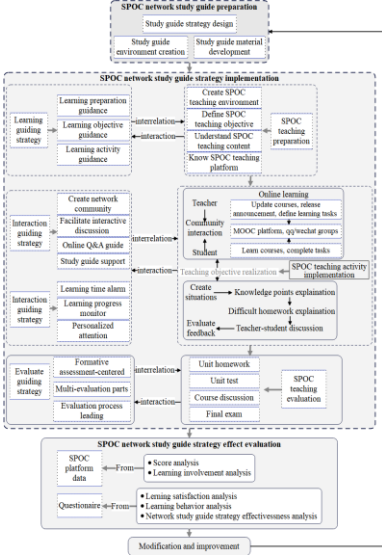 SPOC network study guide preparation
Study guide strategy design
Study guide
environment creation
Study guide material
development
SPOC network study guide strategy implementation
Learning
guiding
strategy
Learning preparation
guidance
Learning objective
guidance
Learning activity
guidance
interrelation
interaction
Create SPOC
teaching environment
Define SPOC
teaching objective
Understand SPOC
teaching content
Know SPOC teaching
platform
SPOC
teaching
preparation
Interaction
guiding
strategy
Create network
community
Facilitate interactive
discussion
Online Q&A guide
Study guide support
Interaction
guiding
strategy
Learning time alarm
Learning progress
monitor
Personalized
attention
interrelation
interaction
Online learning
Teacher
Community
interaction
Student
Update courses, release
announcement, define learning tasks
MOOC platform, qq/wechat groups
Learn courses, complete tasks
Teaching objective realization
SPOC teaching activity
implementation
Create
situations
Knowledge points explaination
Difficult homework explaination
Evaluate
feedback
Teacher-student discussion
Evaluate
guiding
strategy
Formative
assessment-centered
Multi-evaluation parts
Evaluation process
leading
interrelation
interaction
Unit homework
Unit test
Course discussion
Final exam
SPOC
teaching
evaluation
SPOC network study guide strategy effect evaluation
SPOC
platform
data
From
• Score analysis
• Learning involvement analysis
Questionnaire
From
• Lerning satisfaction analysis
• Learning behavior analysis
• Network study guide strategy effectivessness analysis
Modification and improvement